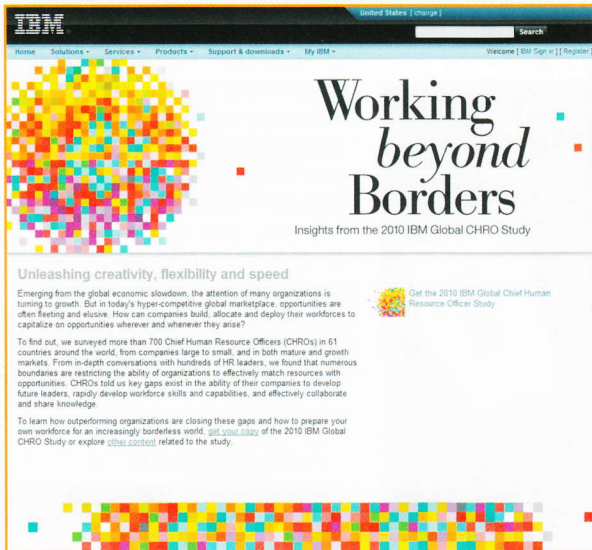 United States [ change ]
IBM
Search
Home Solutions Services Products Support & downloads My IBM Welcome [ IBM Sign in ] [ Register ]
Working
beyond
Borders
Insights from the 2010 IBM Global CHRO Study
Unleashing creativity, flexibility and speed
Emerging from the global economic slowdown, the attention of many organizations is
turning to growth. But in today's hyper-competitive global marketplace, opportunities are
often fleeting and elusive. How can companies build, allocate and deploy their workforces to
capitalize on opportunities wherever and whenever they arise?
To find out, we surveyed more than 700 Chief Human Resource Officers (CHROs) in 61
countries around the world, from companies large to small, and in both mature and growth
markets. From in-depth conversations with hundreds of HR leaders, we found that numerous
boundaries are restricting the ability of organizations to effectively match resources with
opportunities. CHROs told us key gaps exist in the ability of their companies to develop
future leaders, rapidly develop workforce skills and capabilities, and effectively collaborate
and share knowledge.
To learn how outperforming organizations are closing these gaps and how to prepare your
own workforce for an increasingly borderless world, get your copy of the 2010 IBM Global
CHRO Study or explore other content related to the study.
Get the 2010 IBM Global Chief Human
Resource Officer Study